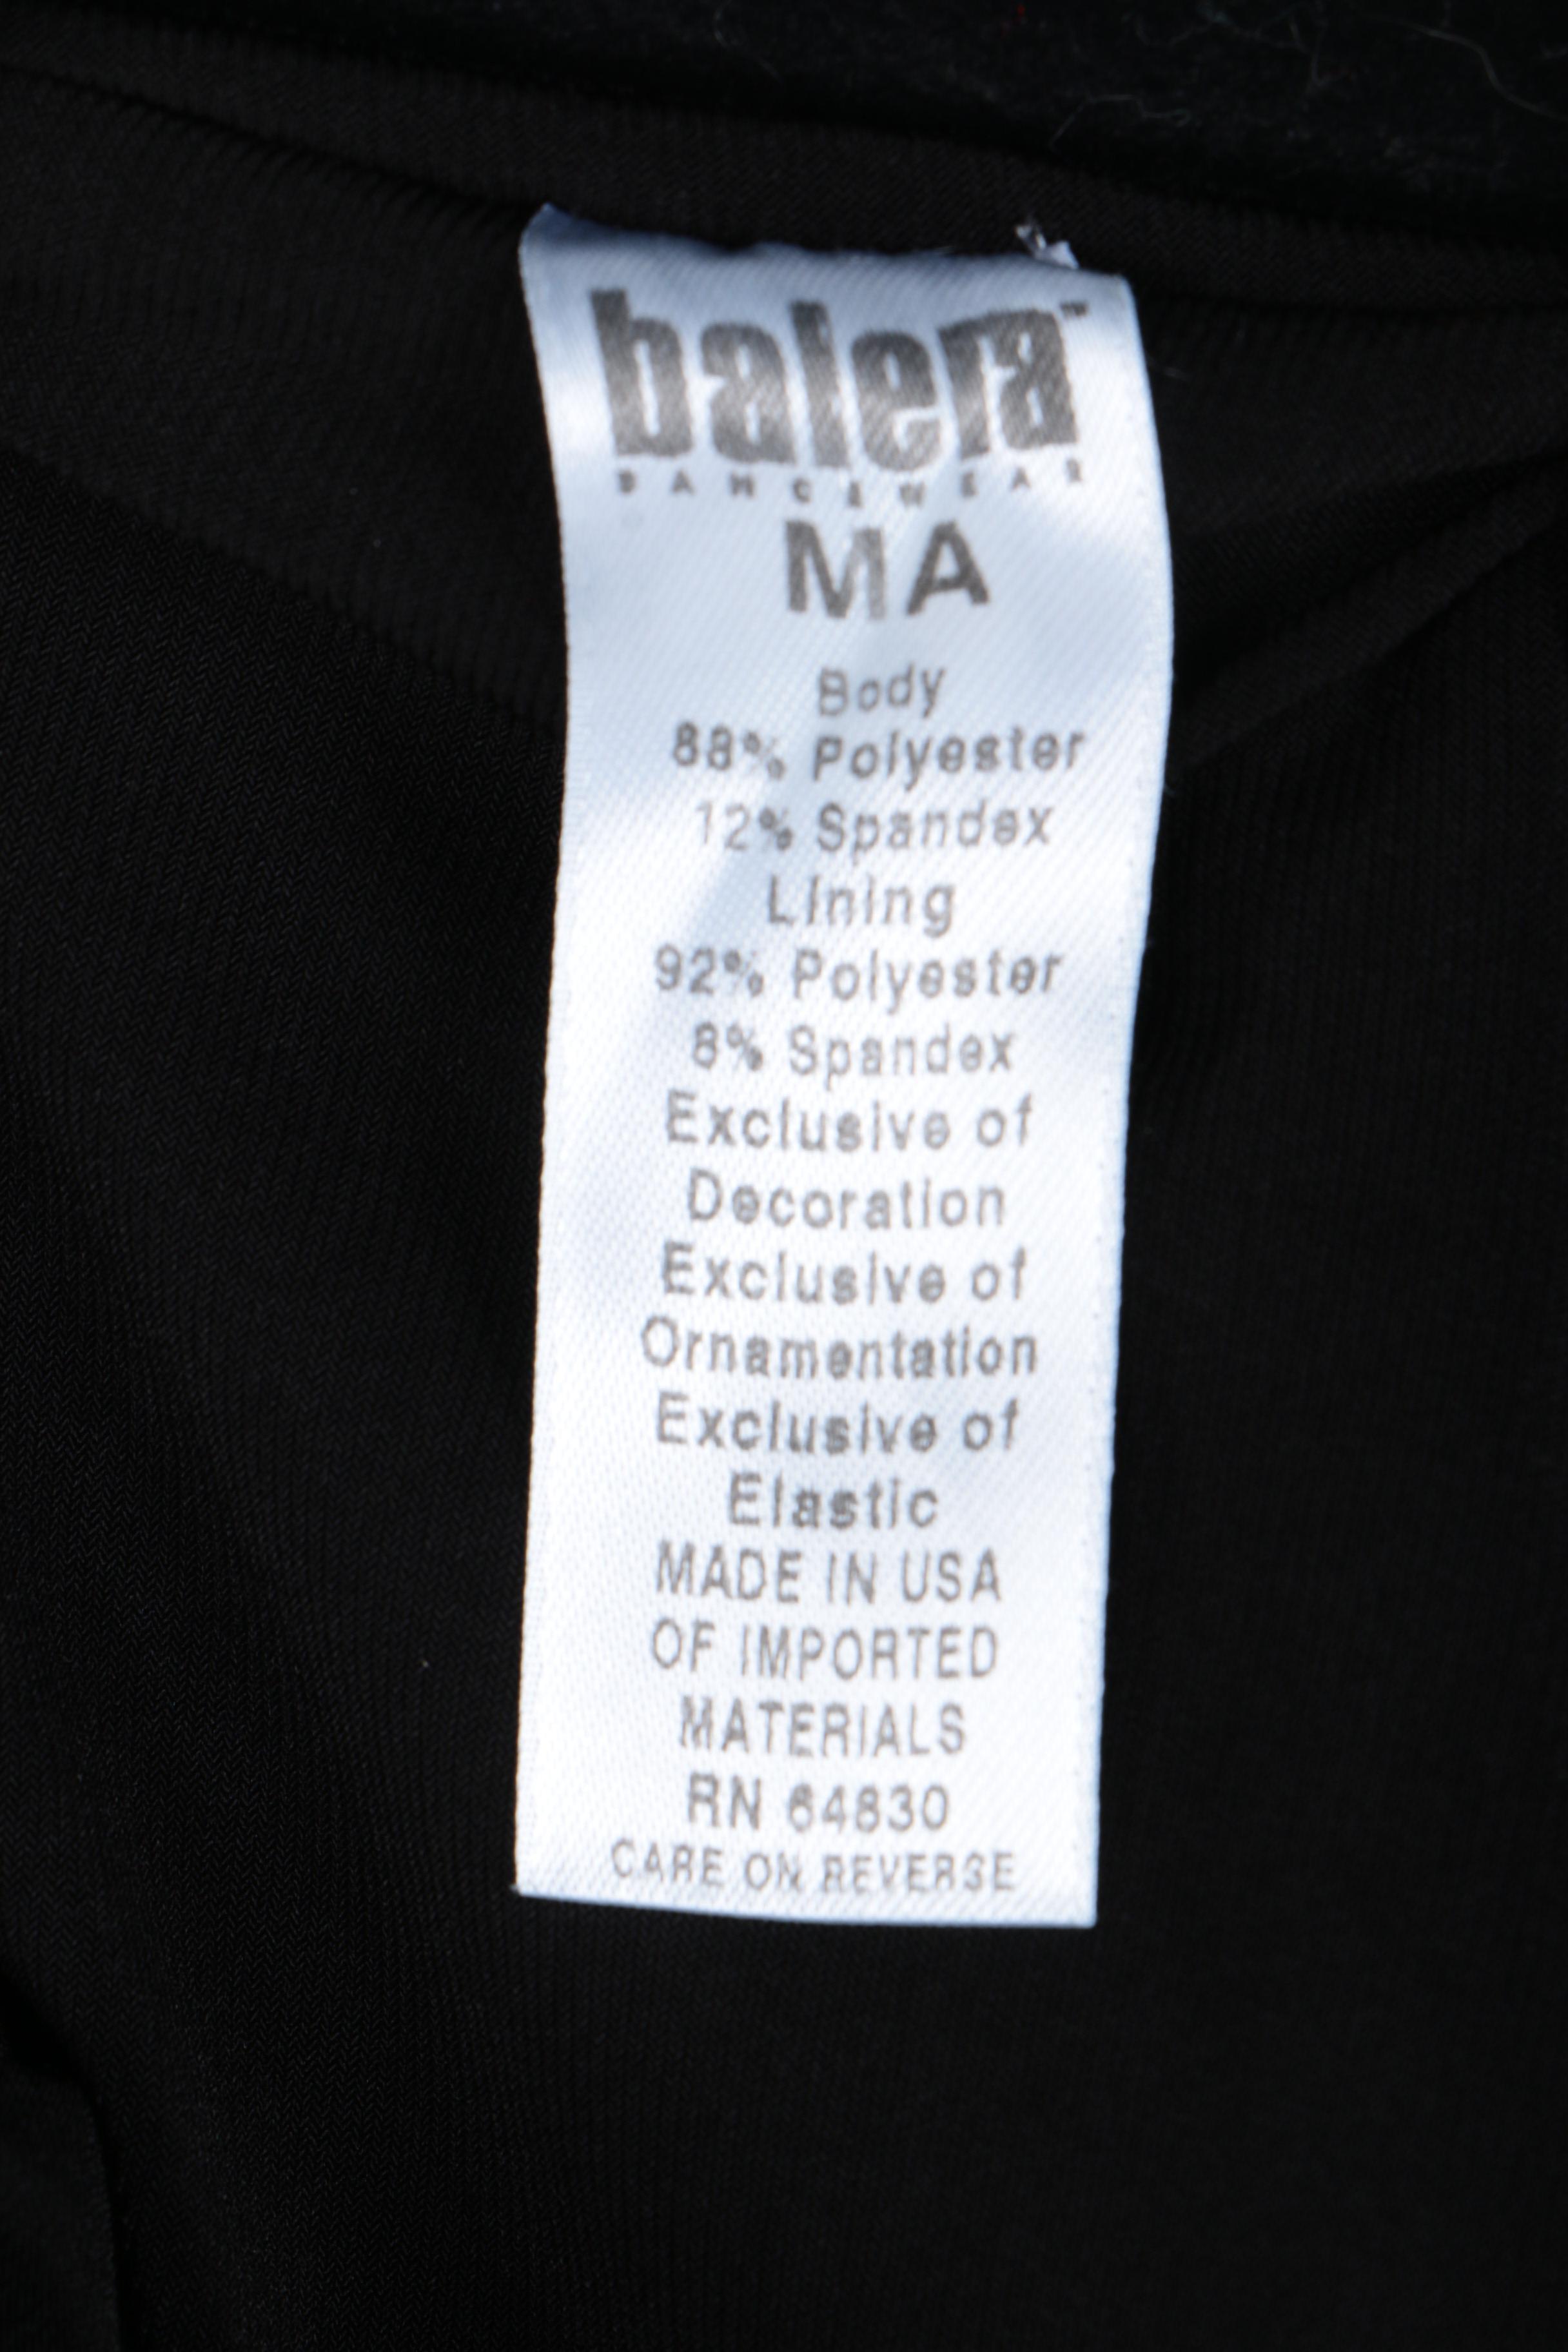 balera™
DANCEWEAR
MA
Body
88% Polyester
12% Spandex
Lining
92% Polyester
8% Spandex
Exclusive of
Decoration
Exclusive of
Ornamentation
Exclusive of
Elastic
MADE IN USA
OF IMPORTED
MATERIALS
RN 64830
CARE ON REVERSE